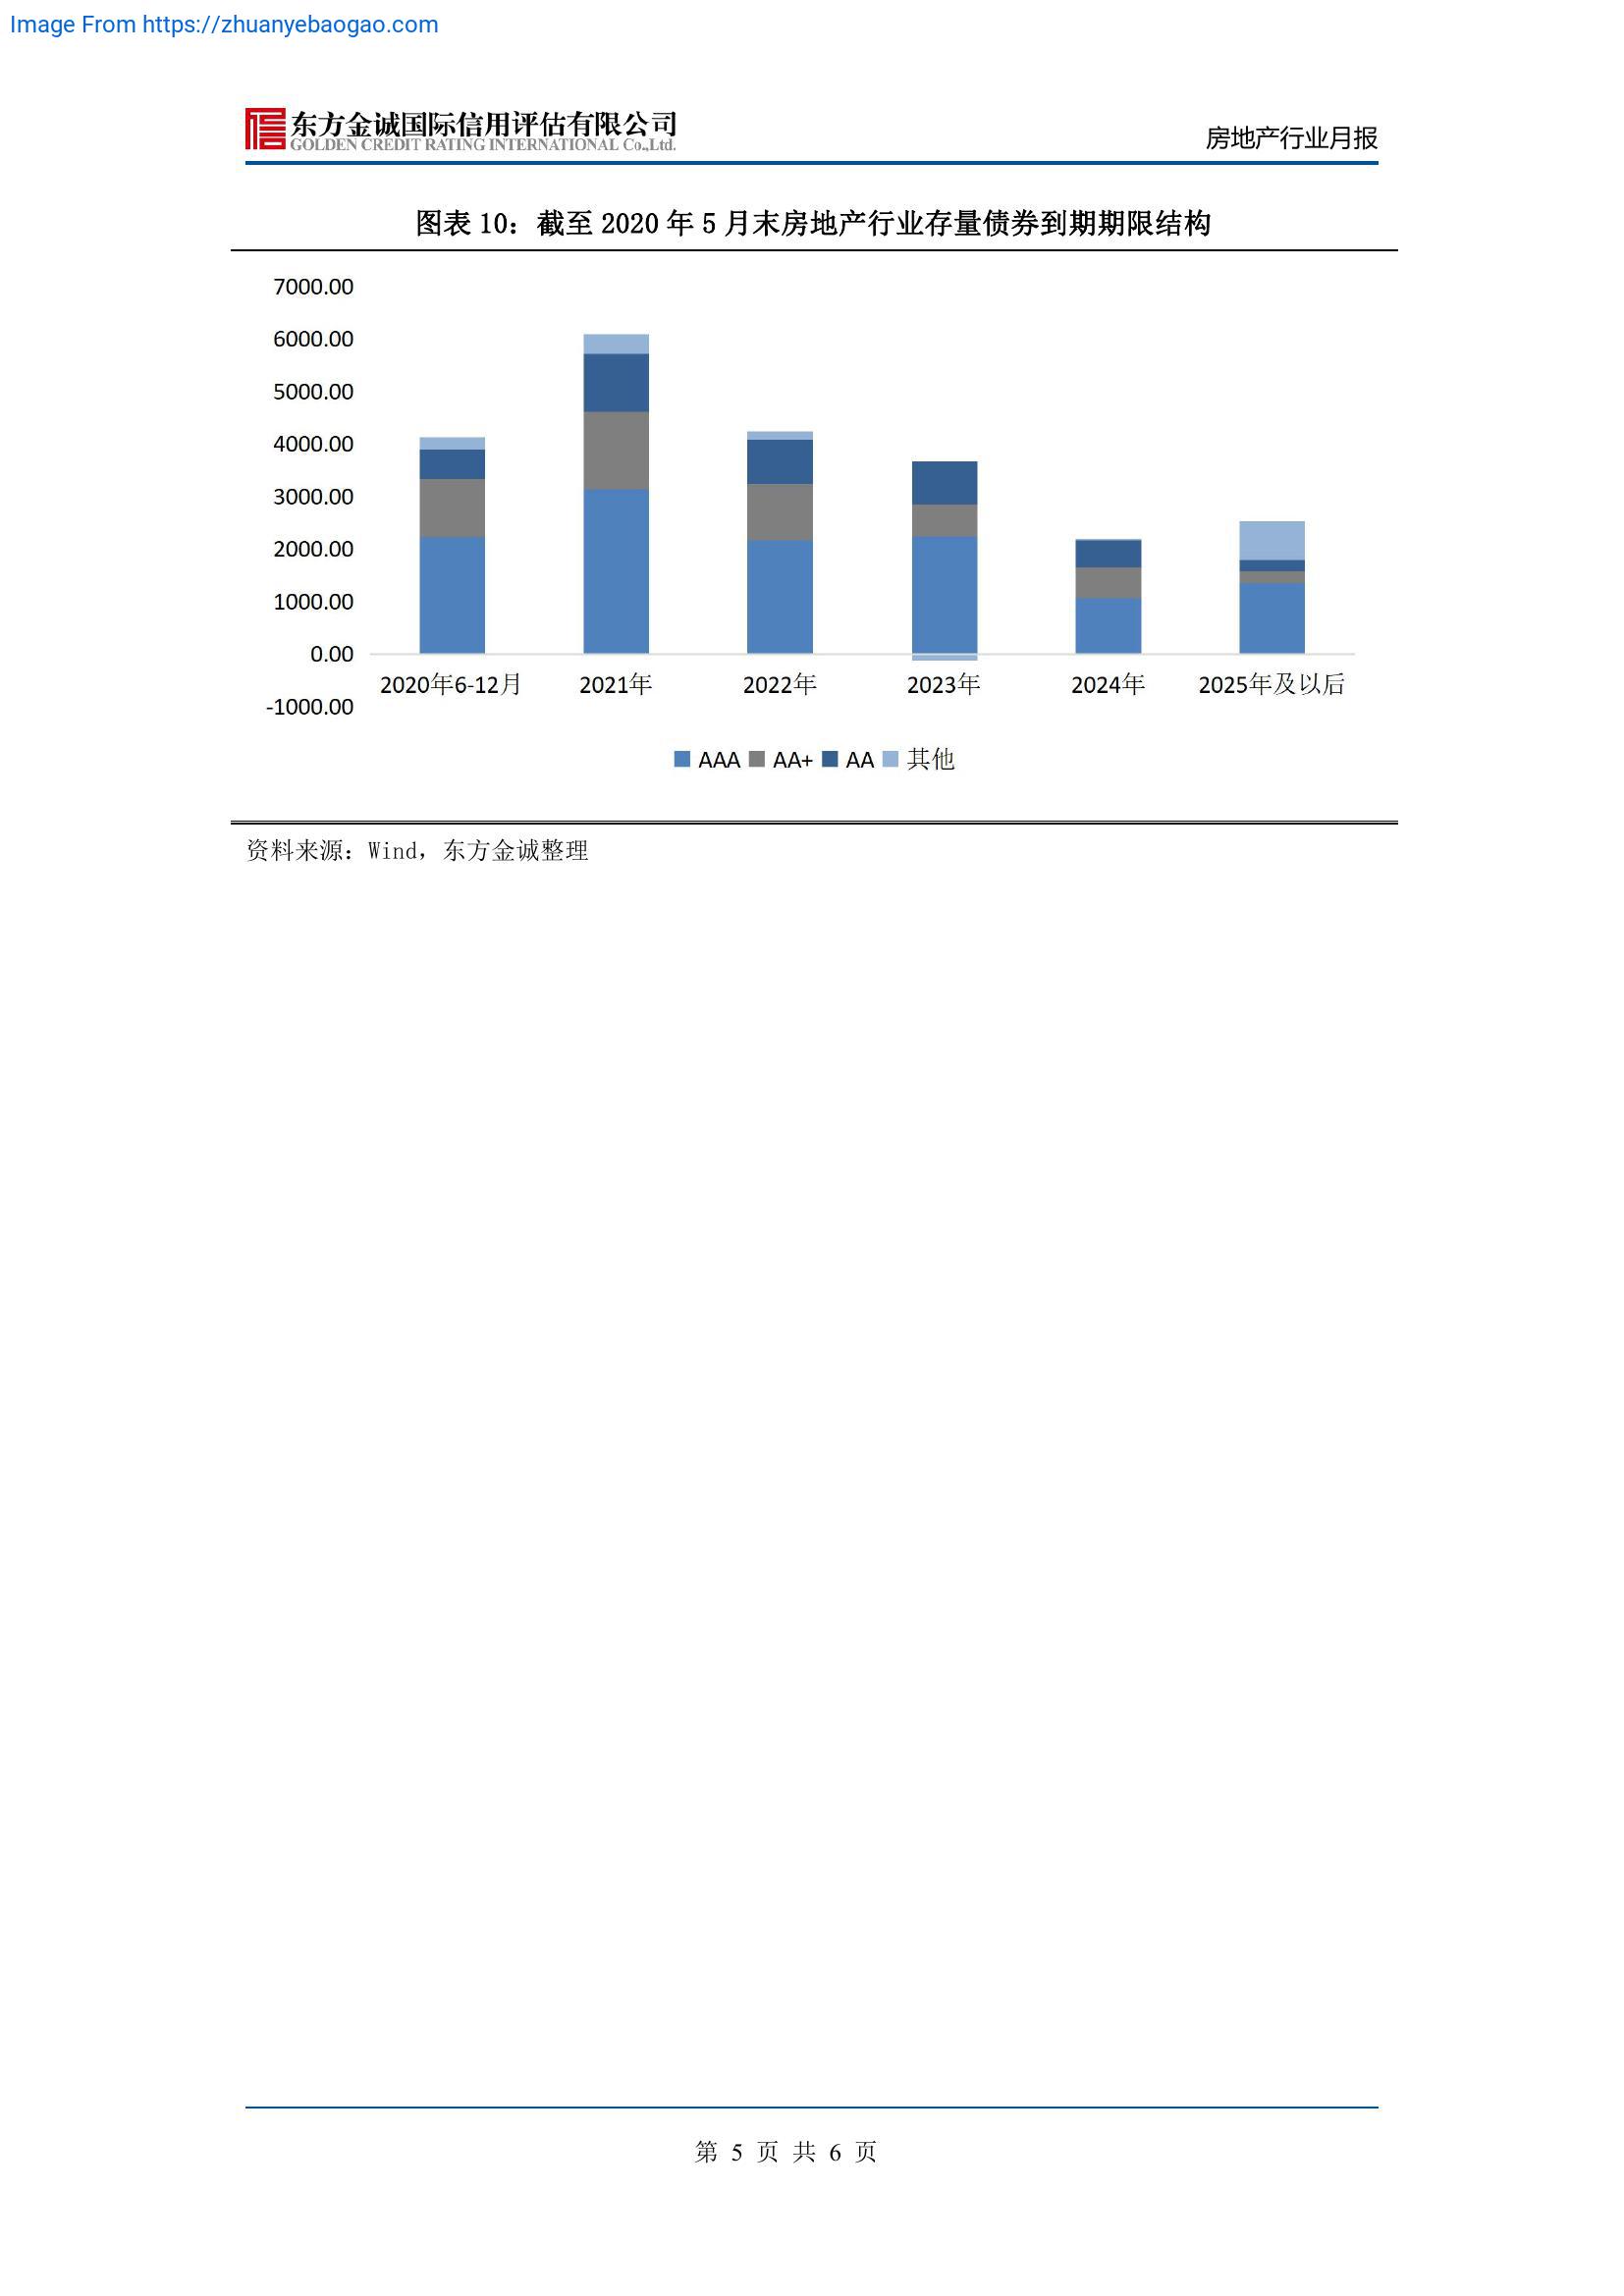 Image From https://zhuanyebaogao.com
东方金诚国际信用评估有限公司
GOLDEN CREDIT RATING INTERNATIONAL Co.,Ltd.
房地产行业月报
图表 10：截至 2020 年 5 月末房地产行业存量债券到期期限结构
7000.00
6000.00
5000.00
4000.00
3000.00
2000.00
1000.00
0.00
2020年6-12月 2021年 2022年 2023年 2024年 2025年及以后
-1000.00
AAA AA+ AA 其他
资料来源：Wind，东方金诚整理
第 5 页 共 6 页